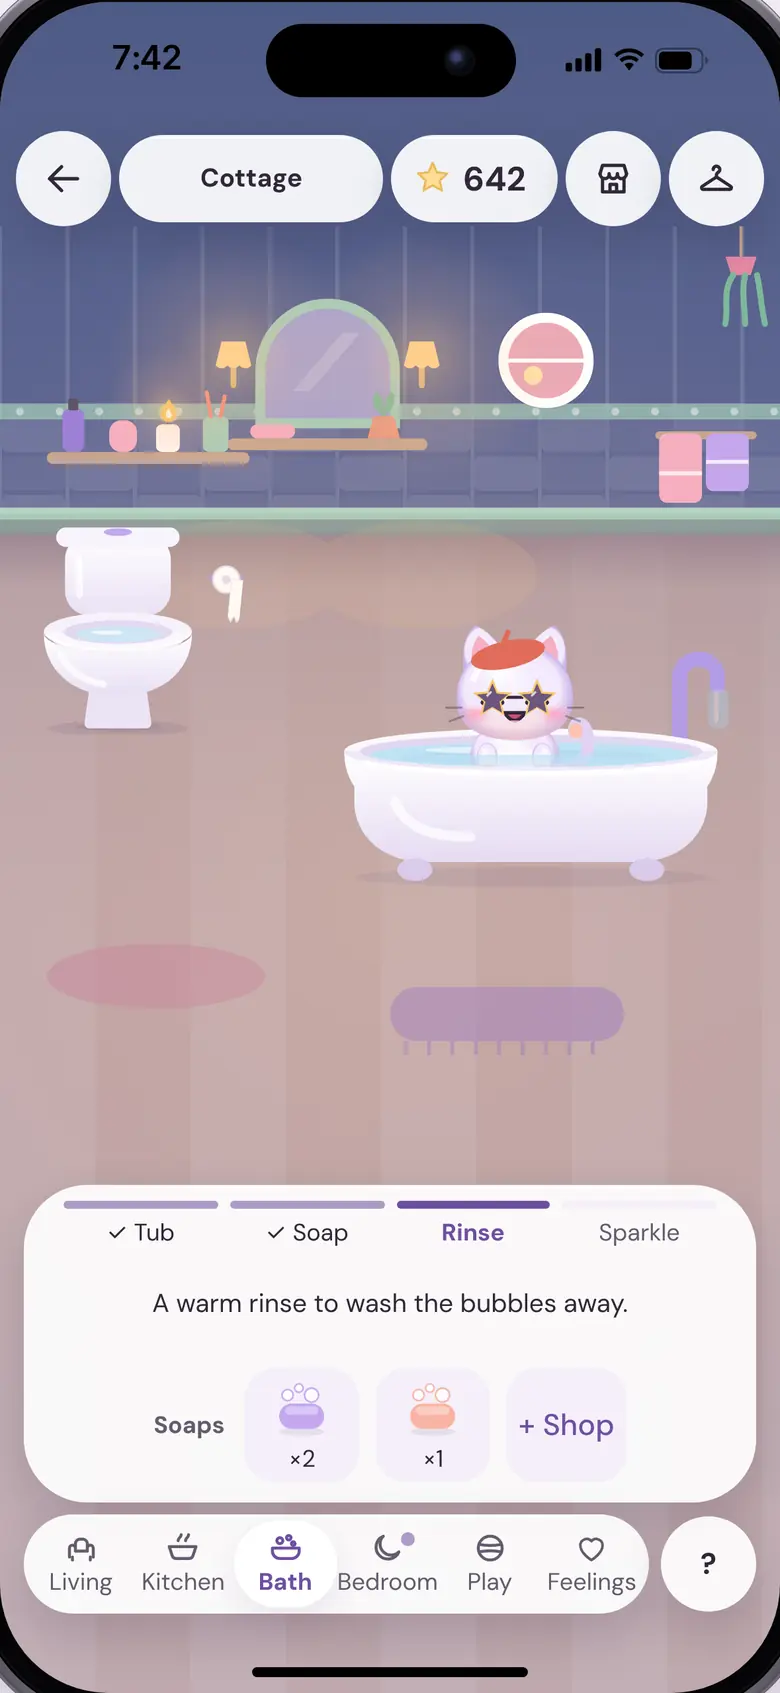 7:42
Cottage
642
✓ Tub
✓ Soap
Rinse
Sparkle
A warm rinse to wash the bubbles away.
Soaps
×2
×1
+ Shop
Living
Kitchen
Bath
Bedroom
Play
Feelings
?